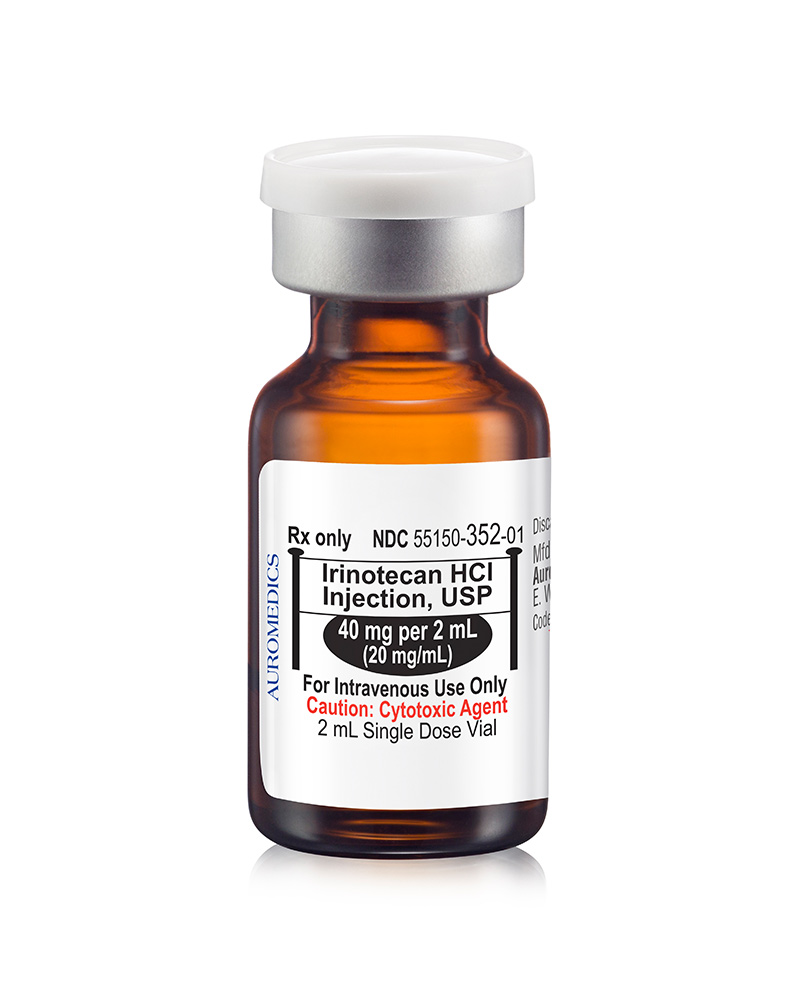 Rx only NDC 55150-352-01
Irinotecan HCl
Injection, USP
40 mg per 2 mL
(20 mg/mL)
For Intravenous Use Only
Caution: Cytotoxic Agent
2 mL Single Dose Vial
AUROMEDICS